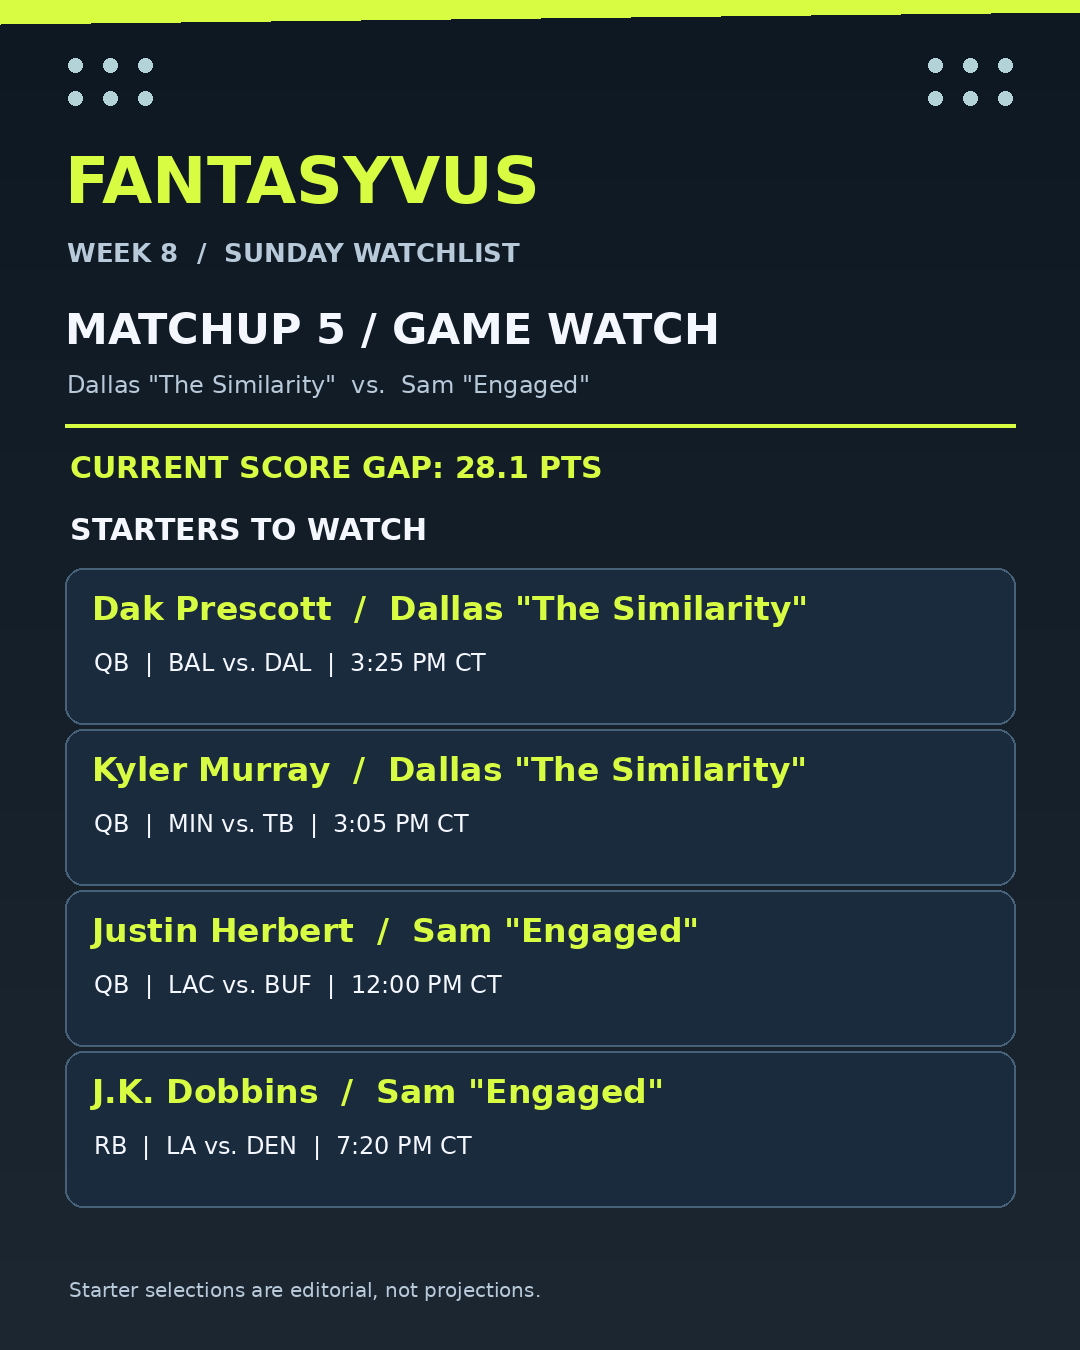 FANTASYVUS
WEEK 8 / SUNDAY WATCHLIST
MATCHUP 5 / GAME WATCH
Dallas "The Similarity" vs. Sam "Engaged"
CURRENT SCORE GAP: 28.1 PTS
STARTERS TO WATCH
Dak Prescott / Dallas "The Similarity"
QB | BAL vs. DAL | 3:25 PM CT
Kyler Murray / Dallas "The Similarity"
QB | MIN vs. TB | 3:05 PM CT
Justin Herbert / Sam "Engaged"
QB | LAC vs. BUF | 12:00 PM CT
J.K. Dobbins / Sam "Engaged"
RB | LA vs. DEN | 7:20 PM CT
Starter selections are editorial, not projections.